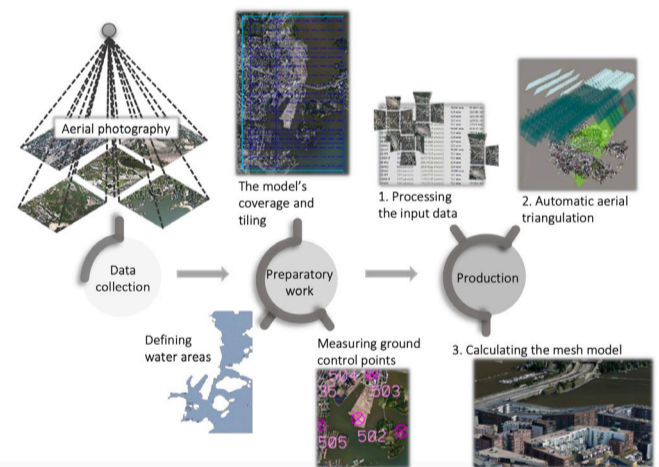 Aerial photography
The model's
coverage and
tiling
1. Processing
the input data
2. Automatic aerial
triangulation
Data
collection
Preparatory
work
Production
Defining
water areas
Measuring ground
control points
3. Calculating the mesh model
503
502
505